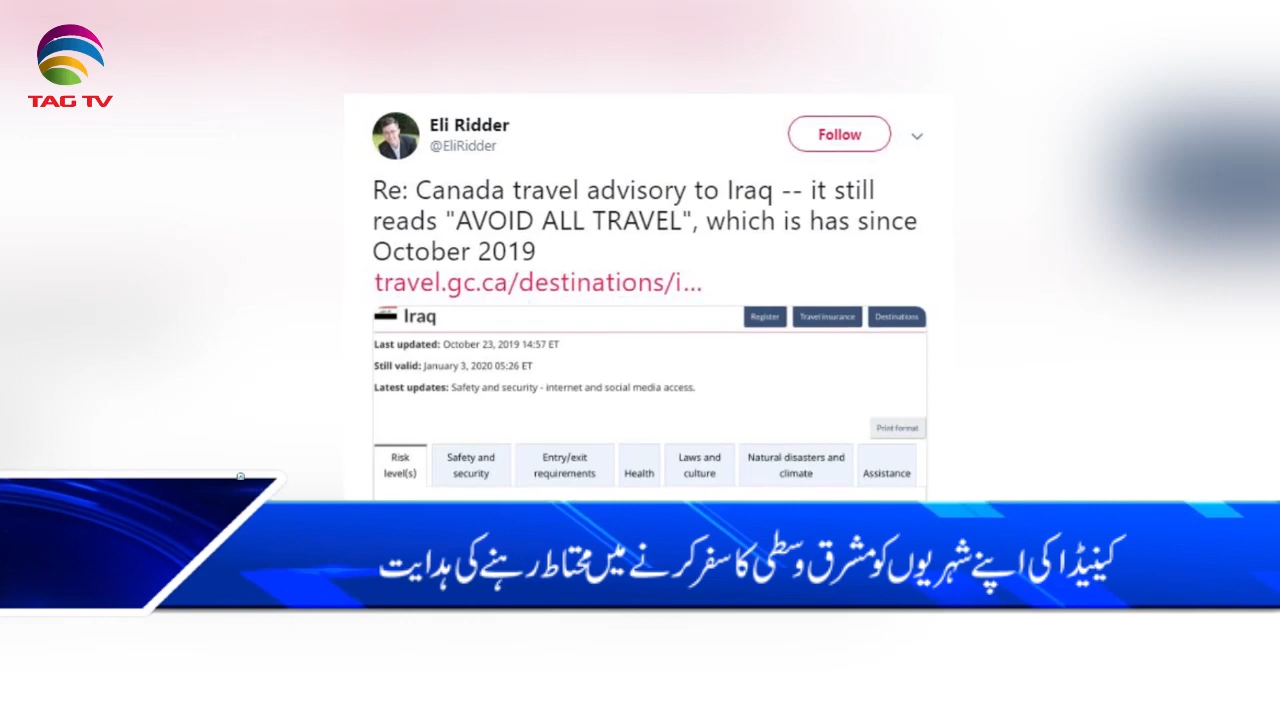 TAG TV
Eli Ridder
@EliRidder
Follow
Re: Canada travel advisory to Iraq -- it still
reads "AVOID ALL TRAVEL", which is has since
October 2019
travel.gc.ca/destinations/i...
Iraq
Register
Travel insurance
Destinations
Last updated: October 23, 2019 14:57 ET
Still valid: January 3, 2020 05:26 ET
Latest updates: Safety and security - internet and social media access.
Print format
Risk
level(s)
Safety and
security
Entry/exit
requirements
Health
Laws and
culture
Natural disasters and
climate
Assistance
کینیڈا کی اپنے شہریوں کو مشرق وسطی کا سفر کرنے میں محتاط رہنے کی ہدایت